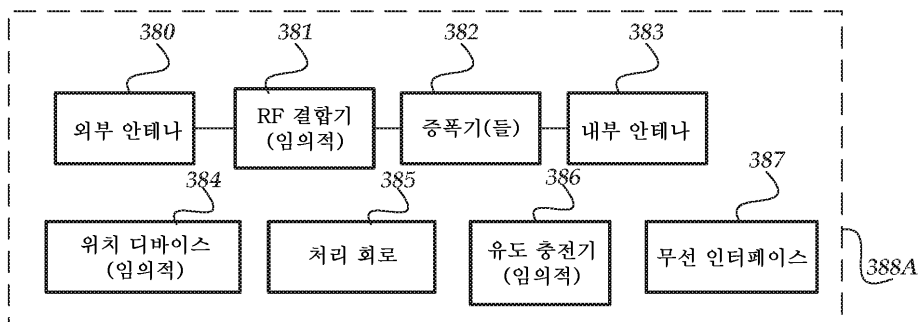 380
381
382
383
외부 안테나
RF 결합기
(임의적)
증폭기(들)
내부 안테나
384
385
386
387
위치 디바이스
(임의적)
처리 회로
유도 충전기
(임의적)
무선 인터페이스
388A